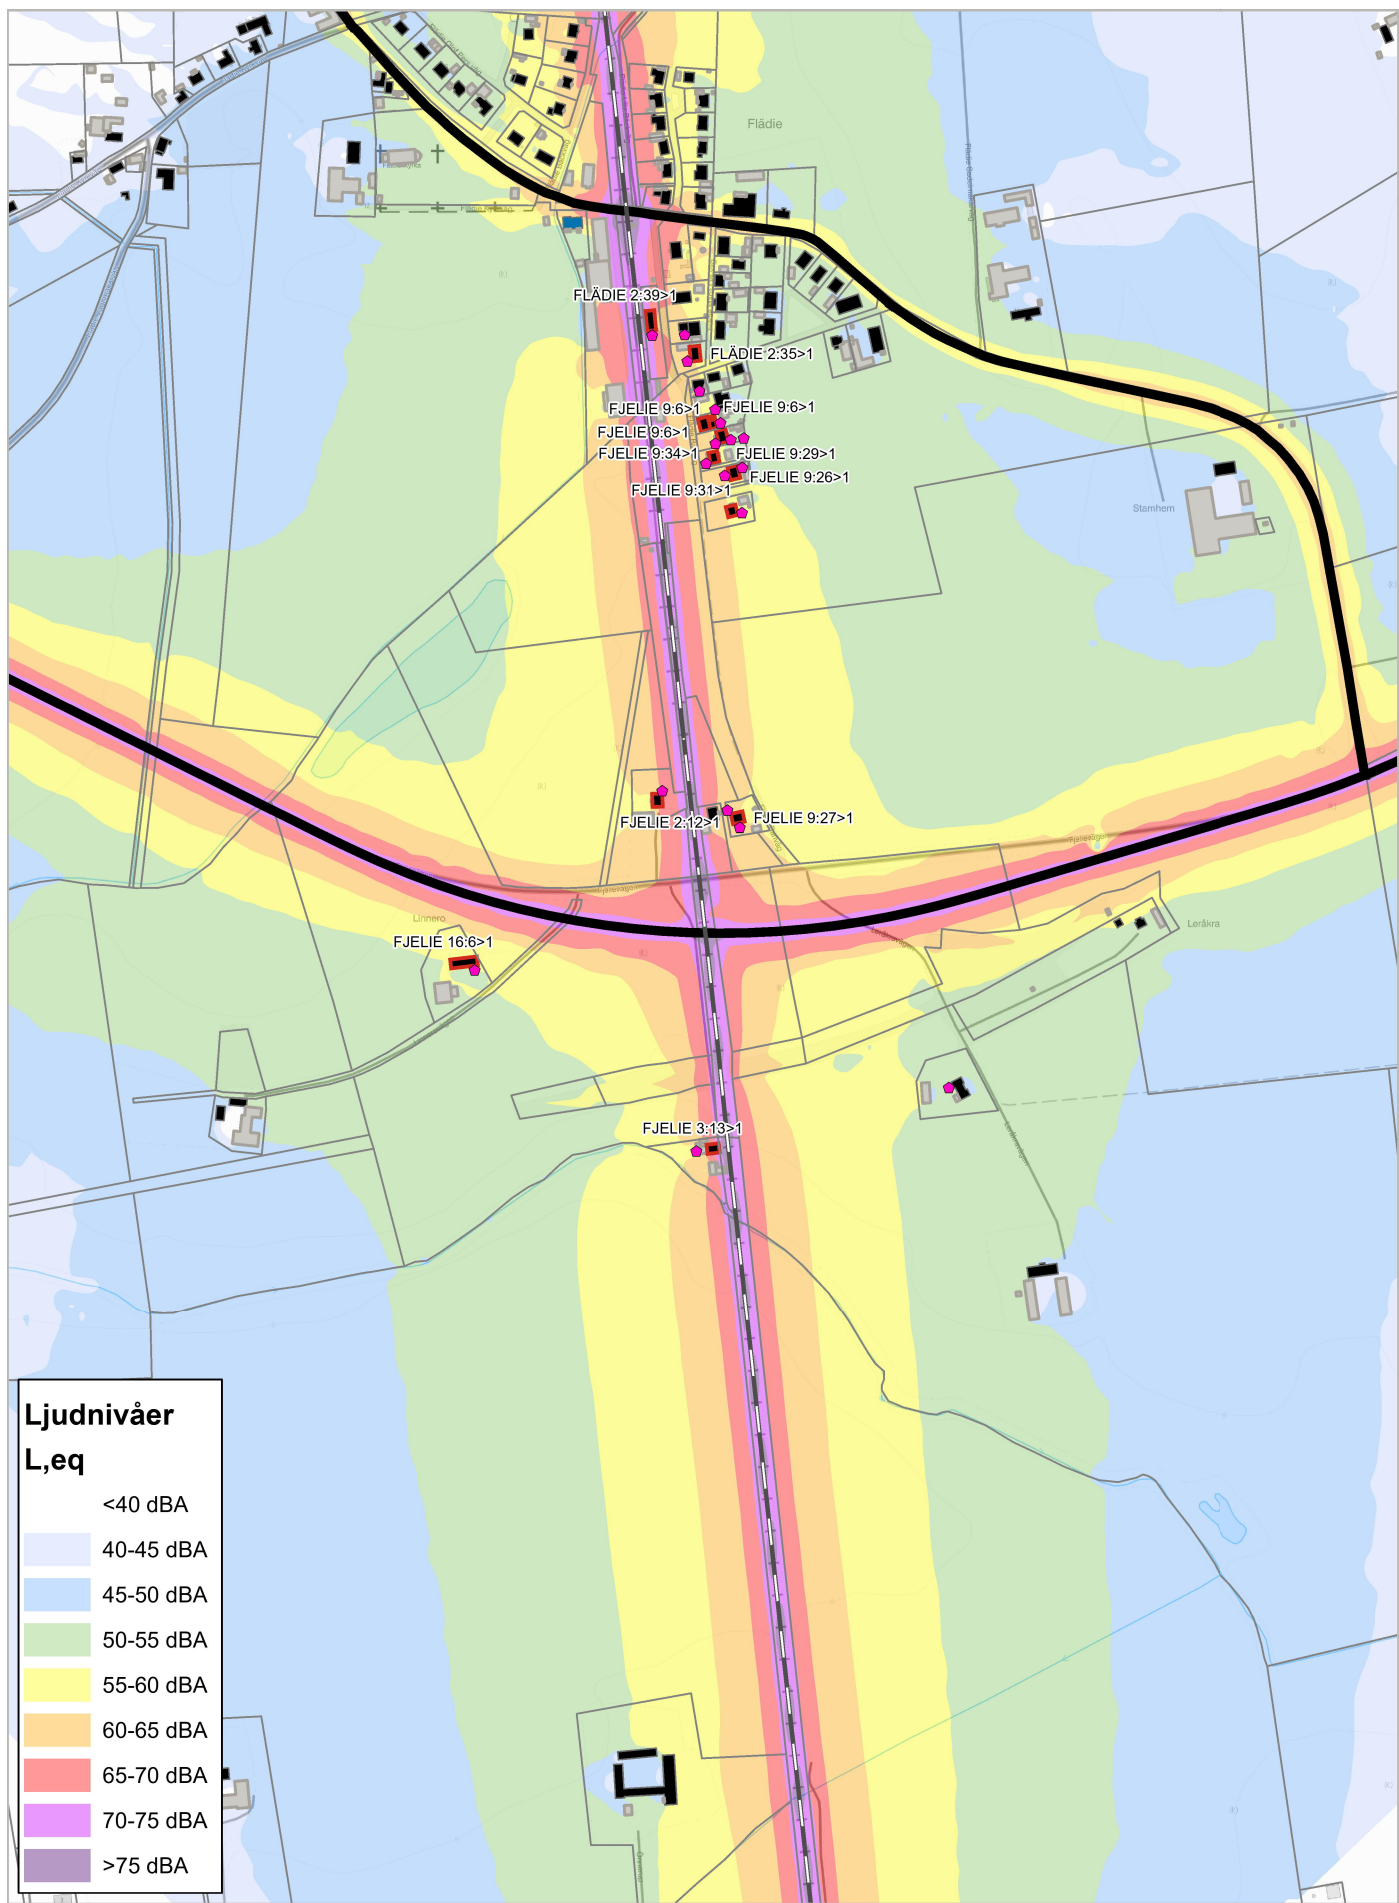 Flädie
FLÄDIE 2:39>1
FLÄDIE 2:35>1
FJELIE 9:6>1
FJELIE 9:6>1
FJELIE 9:6>1
FJELIE 9:34>1
FJELIE 9:29>1
FJELIE 9:26>1
FJELIE 9:31>1
Stamhem
FJELIE 2:12>1
FJELIE 9:27>1
Fjelievägen
Linnero
FJELIE 16:6>1
Leråkra
Leråkravägen
FJELIE 3:13>1
Leråkravägen
Ljudnivåer
L,eq
<40 dBA
40-45 dBA
45-50 dBA
50-55 dBA
55-60 dBA
60-65 dBA
65-70 dBA
70-75 dBA
>75 dBA